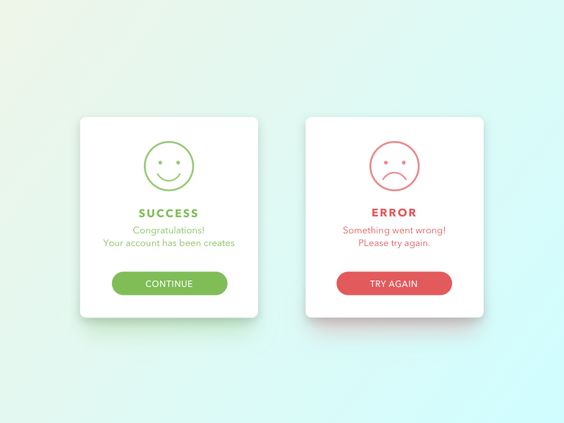 SUCCESS
Congratulations!
Your account has been creates
CONTINUE
ERROR
Something went wrong!
PLease try again.
TRY AGAIN